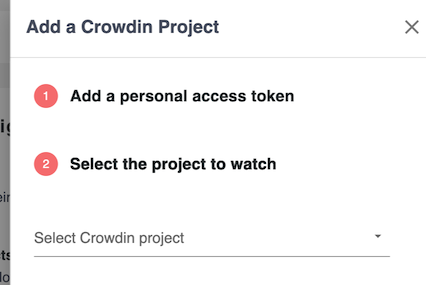 Add a Crowdin Project
1 Add a personal access token
2 Select the project to watch
Select Crowdin project